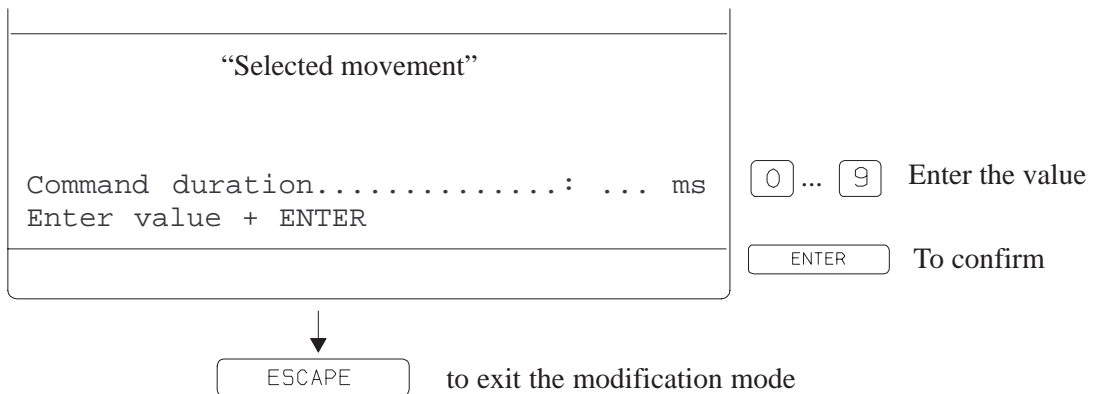 “Selected movement”
Command duration..............: ... ms
Enter value + ENTER
0 ... 9 Enter the value
ENTER To confirm
ESCAPE to exit the modification mode